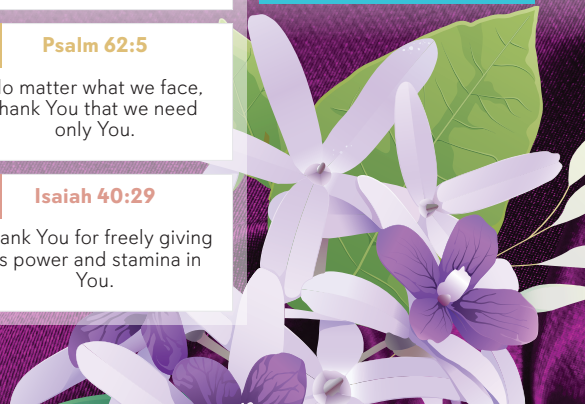 Psalm 62:5
o matter what we face,
hank You that we need
only You.
Isaiah 40:29
ank You for freely giving
s power and stamina in
You.